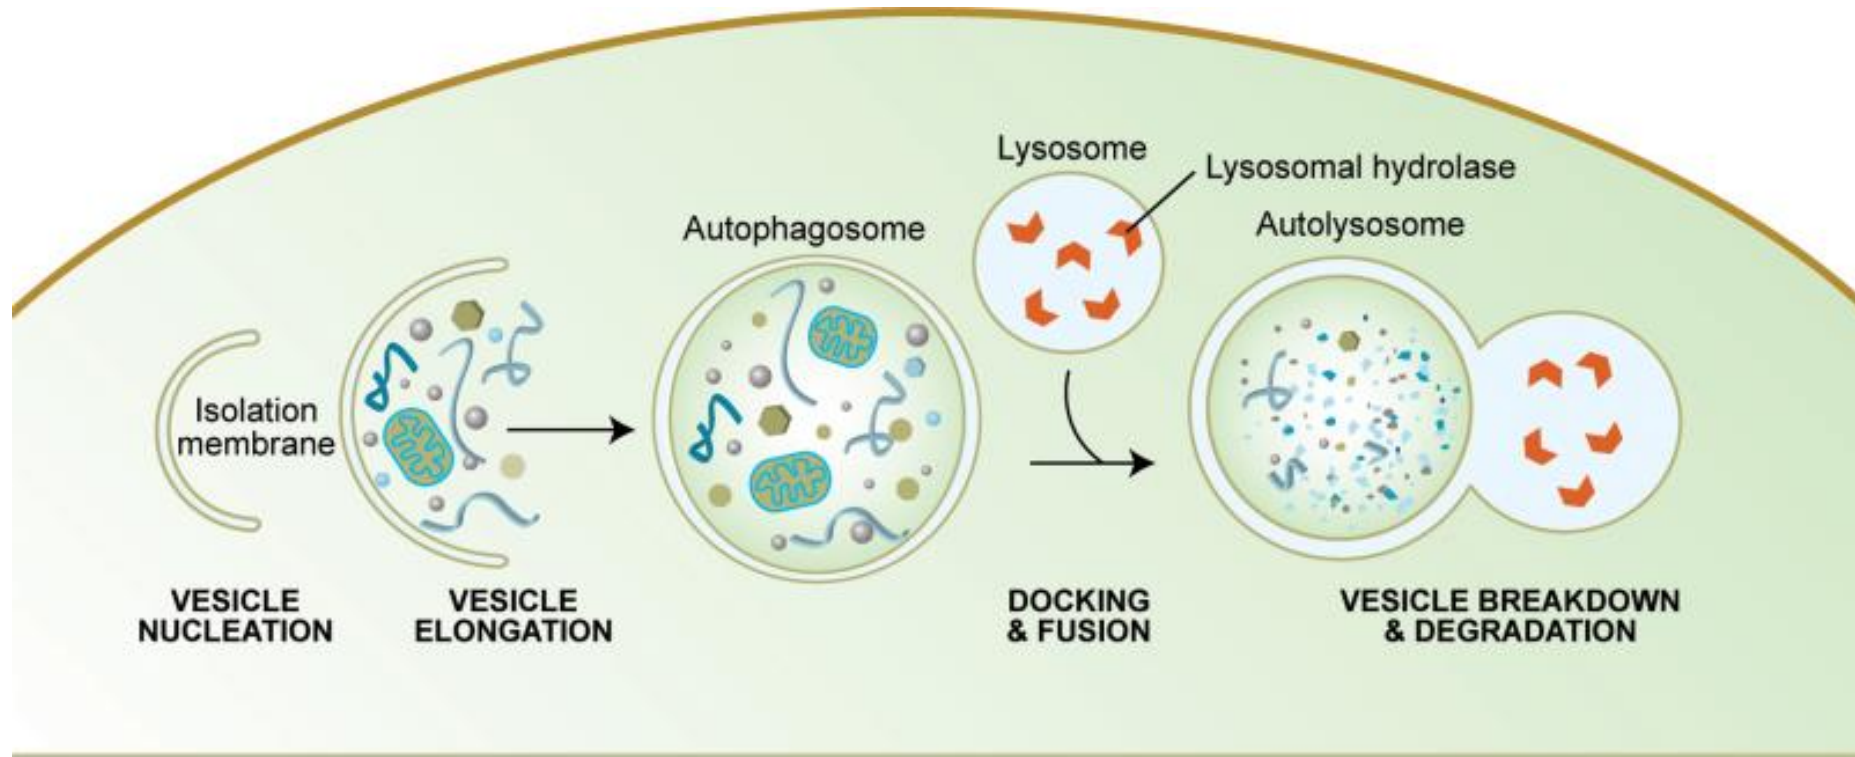 Lysosome
Lysosomal hydrolase
Autophagosome
Autolysosome
Isolation
membrane
VESICLE
NUCLEATION
VESICLE
ELONGATION
DOCKING
& FUSION
VESICLE BREAKDOWN
& DEGRADATION